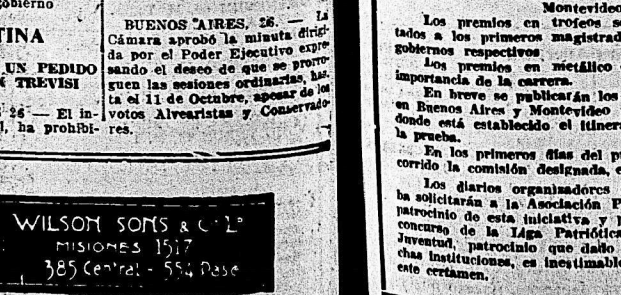 gobierno
TINA
UN PEDIDO
TREVISI
26 — El in-
ha prohibi-
BUENOS AIRES, 26. — La
Cámara aprobó la minuta dirigi-
da por el Poder Ejecutivo expre-
sando el deseo de que se prorro-
guen las sesiones ordinarias, has-
ta el 11 de Octubre, apesar de los
votos Alvearistas y Conservado-
res.
WILSON SONS & Cº Lº
MISIONES 1517
385 Central - 554 Paso
Montevideo
Los premios en trofeos se
tados a los primeros magistrad
gobiernos respectivos
Los premios en metálico
importancia de la carrera.
En breve se publicarán los
en Buenos Aires y Montevideo
donde está establecido el itiner
la prueba.
En los primeros días del p
corrido la comisión designada, e
Los diarios organizadores
ba solicitarán a la Asociación P
patrocinio de esta iniciativa y
concurso de la Liga Patriótica
Juventud, patrocinio que dado
chas instituciones, es inestimable
este certamen.